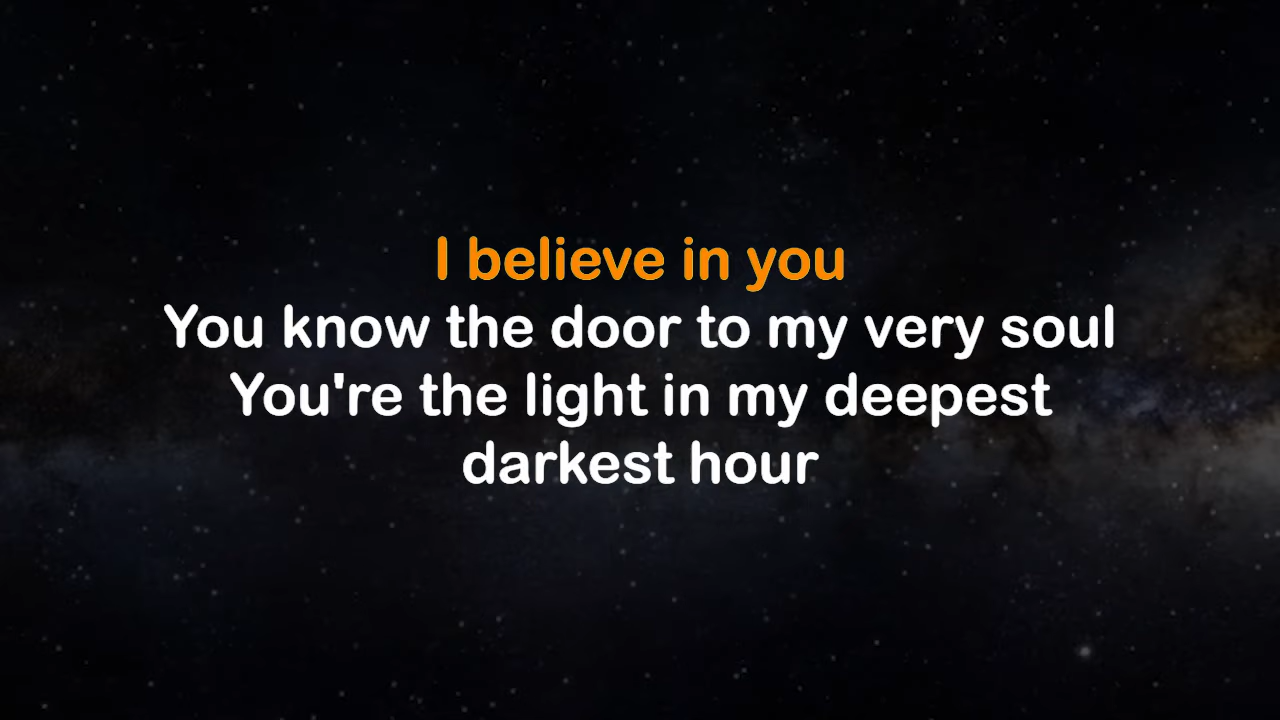 I believe in you
You know the door to my very soul
You're the light in my deepest
darkest hour